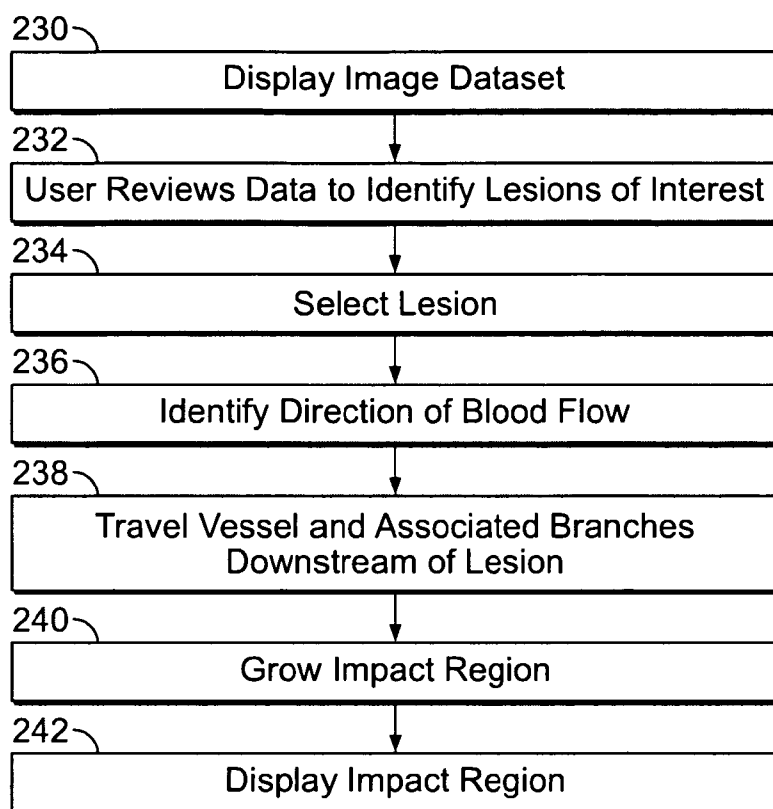 230
Display Image Dataset
232
User Reviews Data to Identify Lesions of Interest
234
Select Lesion
236
Identify Direction of Blood Flow
238
Travel Vessel and Associated Branches
Downstream of Lesion
240
Grow Impact Region
242
Display Impact Region